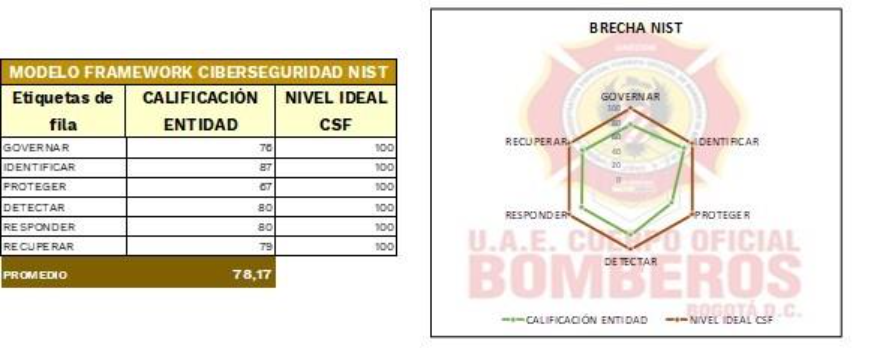 MODELO FRAMEWORK CIBERSEGURIDAD NIST
Etiquetas de fila CALIFICACIÓN ENTIDAD NIVEL IDEAL CSF
GOVERNAR 76 100
IDENTIFICAR 87 100
PROTEGER 67 100
DETECTAR 80 100
RESPONDER 80 100
RECUPERAR 79 100
PROMEDIO 78,17
BRECHA NIST
GOVERNAR
100
80
60
40
20
0
RECUPERAR
IDENTIFICAR
RESPONDER
PROTEGER
DETECTAR
U.A.E. CUERPO OFICIAL
BOMBEROS
BOGOTÁ D.C.
CALIFICACIÓN ENTIDAD NIVEL IDEAL CSF